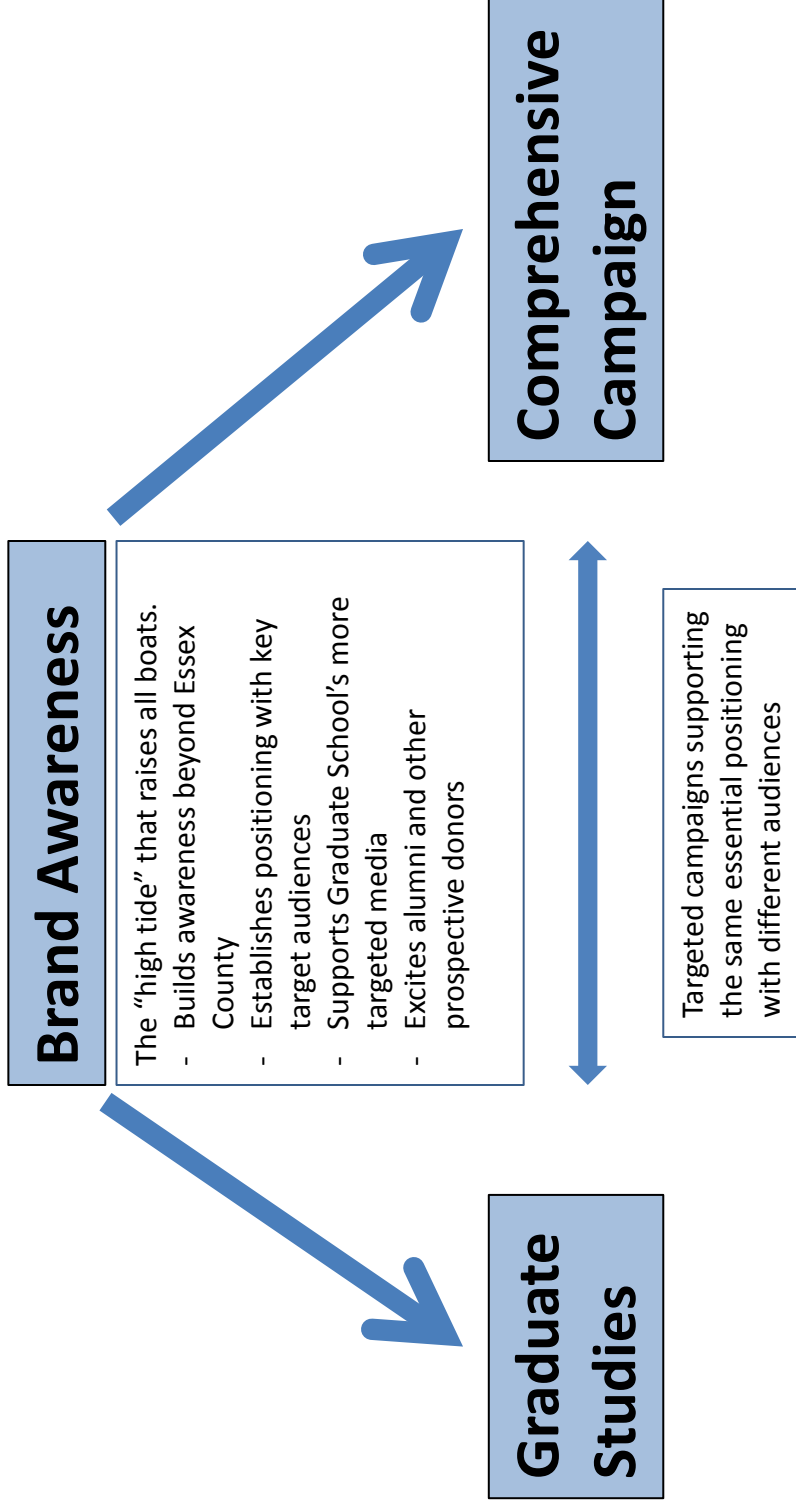 Brand Awareness
The “high tide” that raises all boats.
- Builds awareness beyond Essex
County
- Establishes positioning with key
target audiences
- Supports Graduate School’s more
targeted media
- Excites alumni and other
prospective donors
Graduate
Studies
Comprehensive
Campaign
Targeted campaigns supporting
the same essential positioning
with different audiences